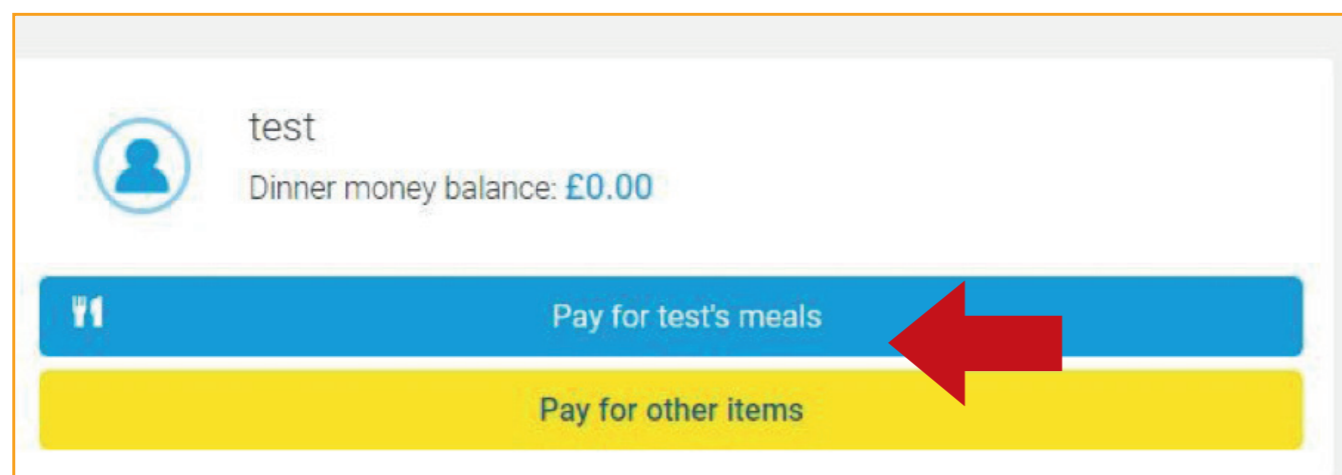 test
Dinner money balance: £0.00
Pay for test's meals
Pay for other items